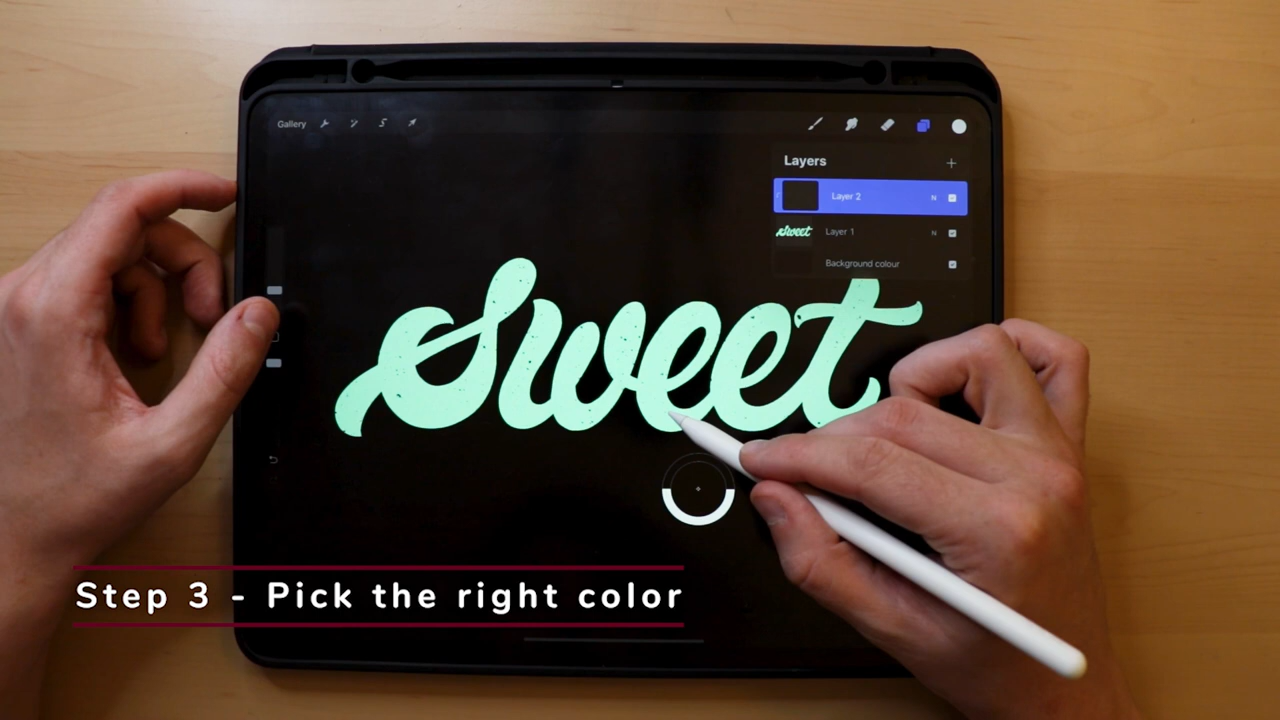 Gallery
Layers
Layer 2 N
sweet Layer 1 N
Background colour
sweet
Step 3 - Pick the right color